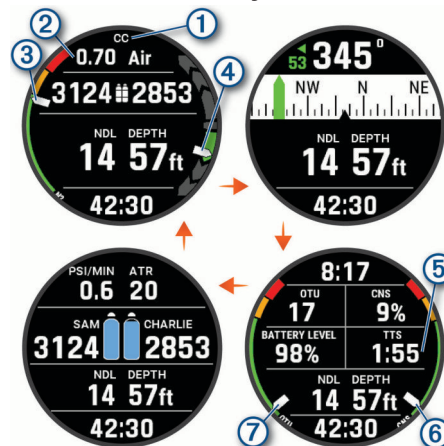 1
2
CC
3
0.70 Air
4
3124 2853
N2
NDL DEPTH
14 57ft
42:30
53 345°
NW N NE
NDL DEPTH
14 57ft
42:30
PSI/MIN ATR
0.6 20
SAM CHARLIE
3124 2853
NDL DEPTH
14 57ft
42:30
8:17
5
OTU CNS
17 9%
BATTERY LEVEL TTS
98% 1:55
NDL DEPTH
14 57ft
7
6
OTU 42:30 CNS